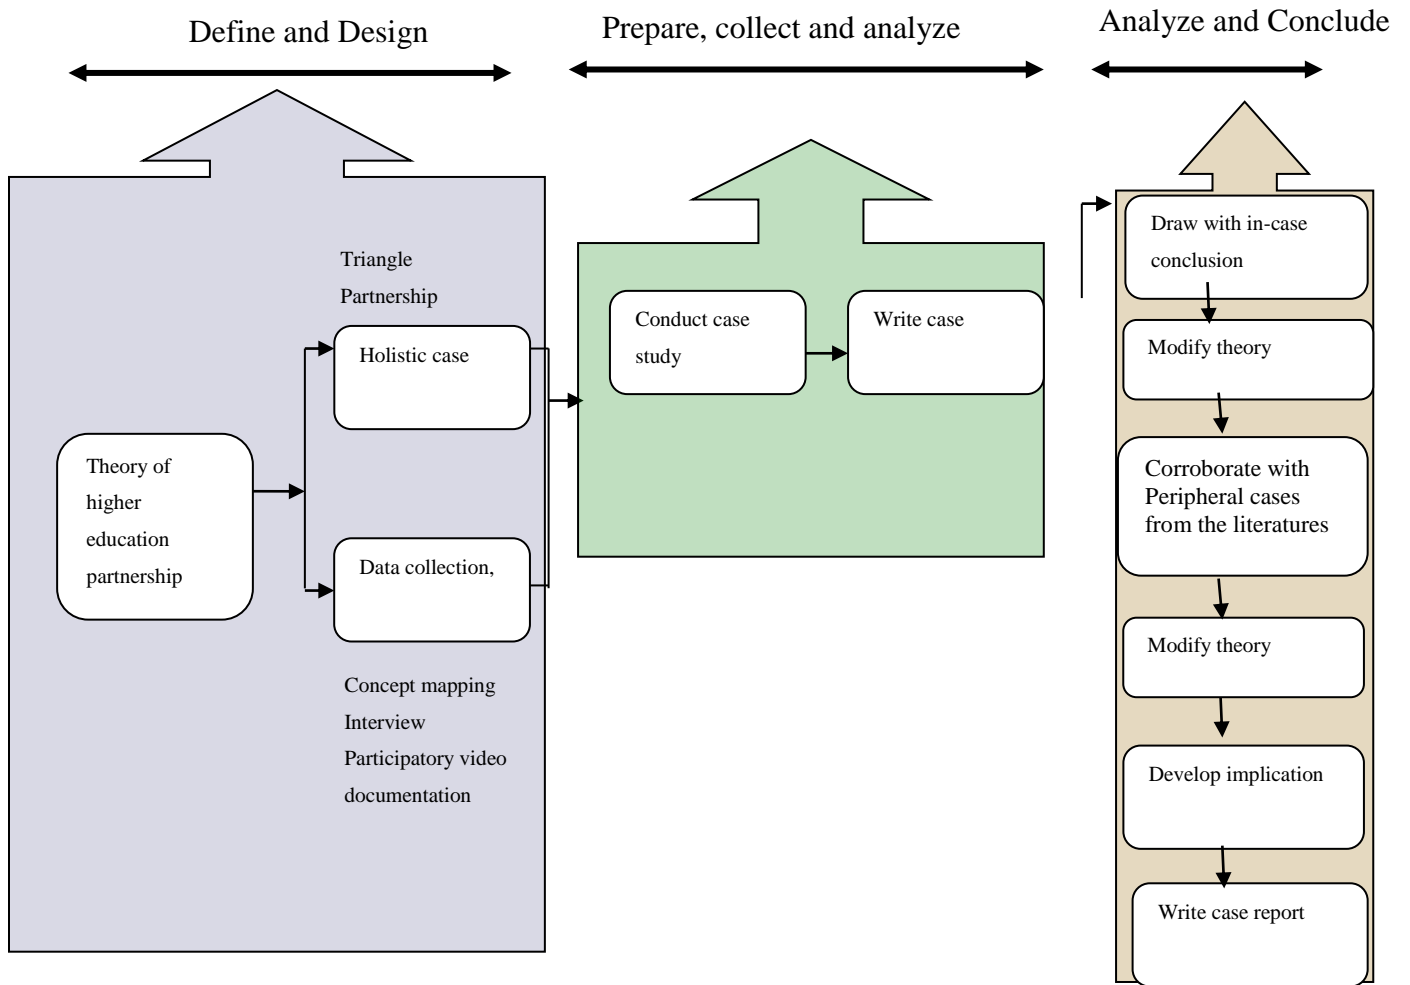 Define and Design
Prepare, collect and analyze
Analyze and Conclude
Triangle
Partnership
Holistic case
Theory of
higher
education
partnership
Data collection,
Concept mapping
Interview
Participatory video
documentation
Conduct case
study
Write case
Draw with in-case
conclusion
Modify theory
Corroborate with
Peripheral cases
from the literatures
Modify theory
Develop implication
Write case report